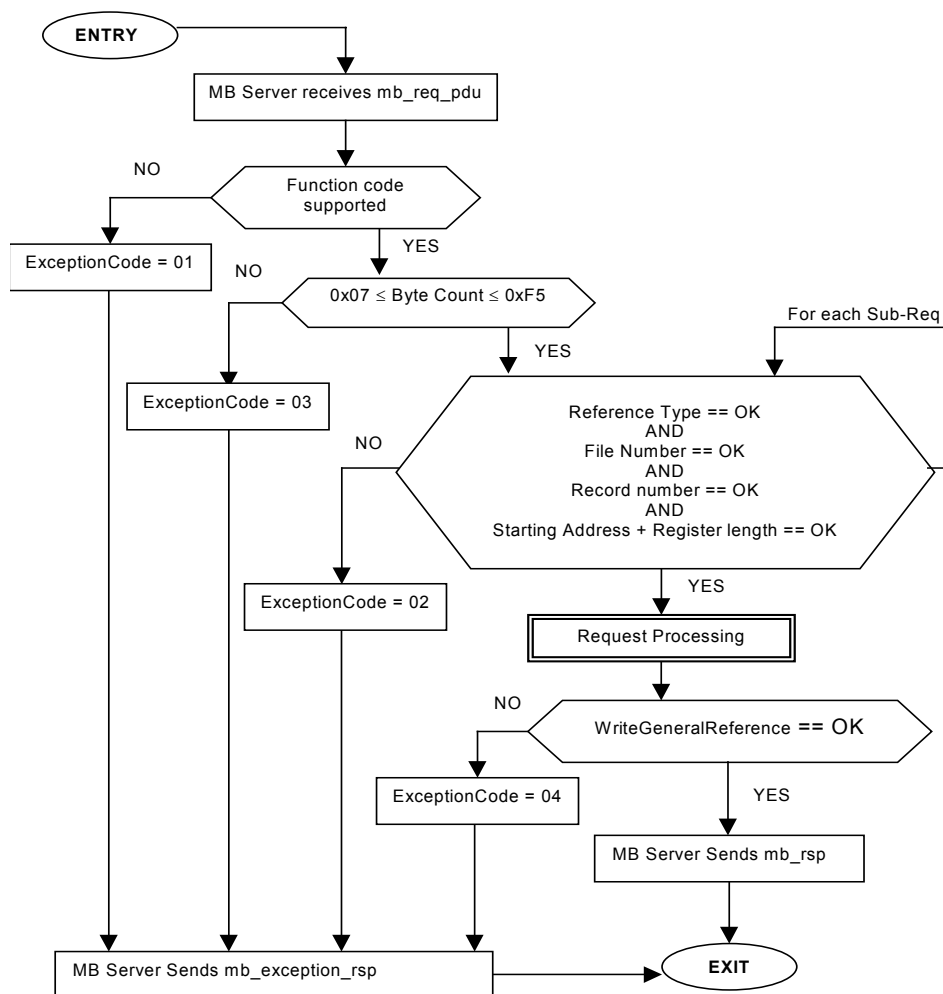 ENTRY
MB Server receives mb_req_pdu
NO
Function code
supported
YES
ExceptionCode = 01
NO
0x07 ≤ Byte Count ≤ 0xF5
For each Sub-Req
YES
ExceptionCode = 03
Reference Type == OK
AND
NO
File Number == OK
AND
Record number == OK
AND
Starting Address + Register length == OK
YES
ExceptionCode = 02
Request Processing
NO
WriteGeneralReference == OK
ExceptionCode = 04
YES
MB Server Sends mb_rsp
MB Server Sends mb_exception_rsp
EXIT